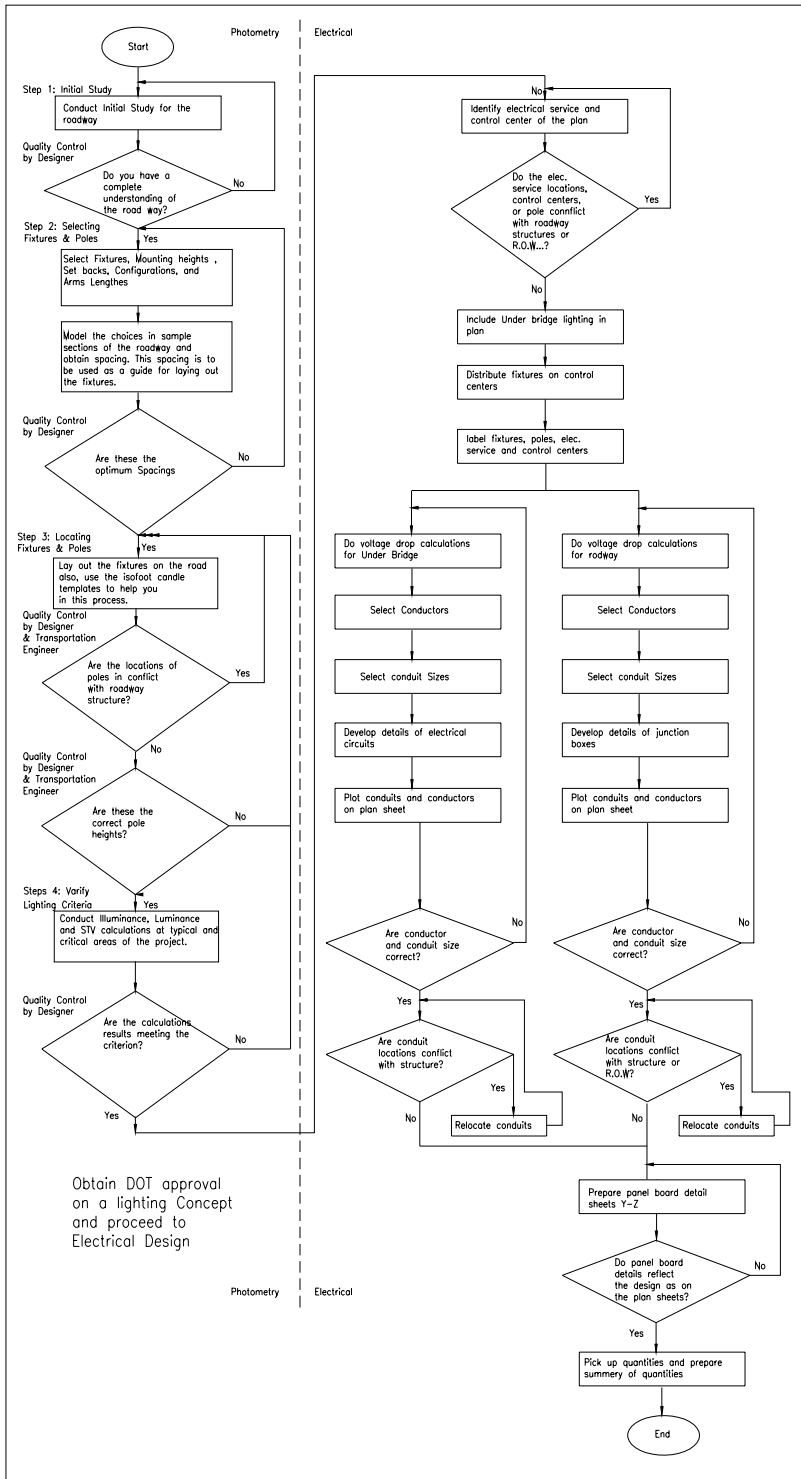 Photometry
Electrical
Start
Step 1: Initial Study
Conduct Initial Study for the
roadway
Quality Control
by Designer
Do you have a
complete
understanding of
the road way?
No
Step 2: Selecting
Fixtures & Poles
Yes
Select Fixtures, Mounting heights ,
Set backs, Configurations, and
Arms Lengthes
Model the choices in sample
sections of the roadway and
obtain spacing. This spacing is to
be used as a guide for laying out
the fixtures.
Quality Control
by Designer
Are these the
optimum Spacings
No
Step 3: Locating
Fixtures & Poles
Yes
Lay out the fixtures on the road
also, use the isofoot candle
templates to help you
in this process.
Quality Control
by Designer
& Transportation
Engineer
Are the locations of
poles in conflict
with roadway
structure?
Yes
No
Quality Control
by Designer
& Transportation
Engineer
Are these the
correct pole
heights?
No
Steps 4: Varify
Lighting Criteria
Yes
Conduct Illuminance, Luminance
and STV calculations at typical and
critical areas of the project.
Quality Control
by Designer
Are the calculations
results meeting the
criterion?
No
Yes
Obtain DOT approval
on a lighting Concept
and proceed to
Electrical Design
Photometry
Electrical
No
Identify electrical service and
control center of the plan
Do the elec.
service locations,
control centers,
or pole connflict
with roadway
structures or
R.O.W...?
Yes
No
Include Under bridge lighting in
plan
Distribute fixtures on control
centers
label fixtures, poles, elec.
service and control centers
Do voltage drop calculations
for Under Bridge
Select Conductors
Select conduit Sizes
Develop details of electrical
circuits
Plot conduits and conductors
on plan sheet
Are conductor
and conduit size
correct?
No
Yes
Are conduit
locations conflict
with structure?
Yes
No
Relocate conduits
Do voltage drop calculations
for rodway
Select Conductors
Select conduit Sizes
Develop details of junction
boxes
Plot conduits and conductors
on plan sheet
Are conductor
and conduit size
correct?
No
Yes
Are conduit
locations conflict
with structure or
R.O.W?
Yes
No
Relocate conduits
Prepare panel board detail
sheets Y-Z
Do panel board
details reflect
the design as on
the plan sheets?
No
Yes
Pick up quantities and prepare
summery of quantities
End